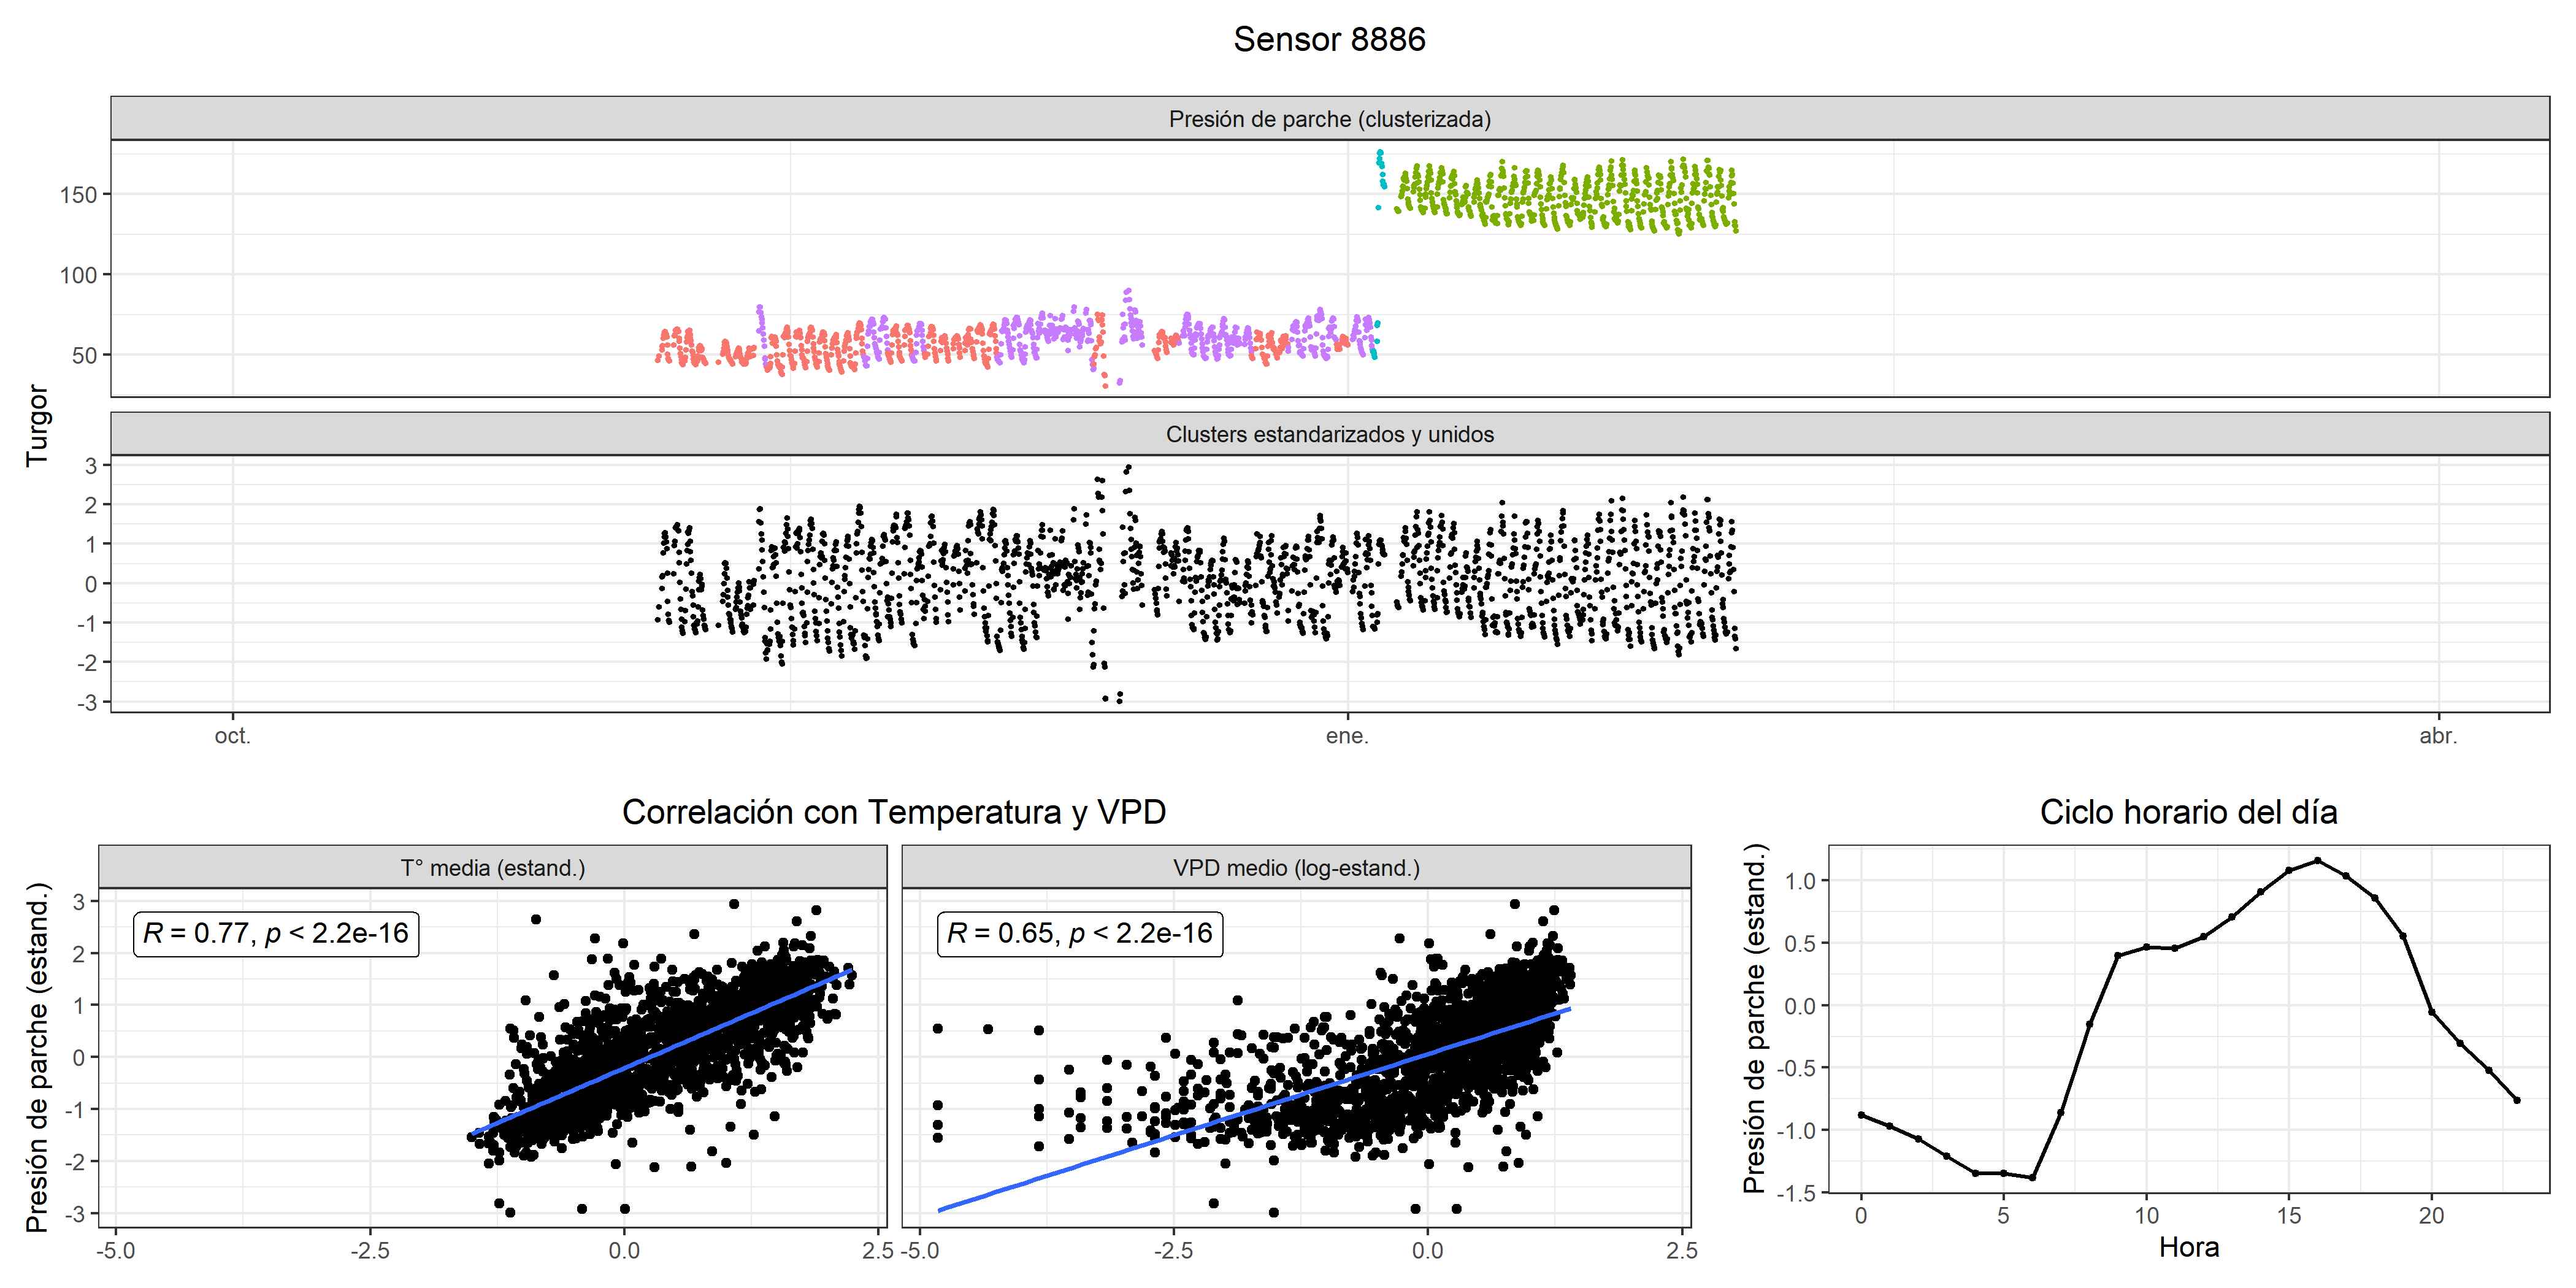 Sensor 8886
Presión de parche (clusterizada)
150
100
50
Turgor
Clusters estandarizados y unidos
3
2
1
0
-1
-2
-3
oct.
ene.
abr.
Correlación con Temperatura y VPD
T° media (estand.)
VPD medio (log-estand.)
Presión de parche (estand.)
3
2
1
0
-1
-2
-3
R = 0.77, p < 2.2e-16
R = 0.65, p < 2.2e-16
-5.0
-2.5
0.0
2.5
-5.0
-2.5
0.0
2.5
Ciclo horario del día
Presión de parche (estand.)
1.0
0.5
0.0
-0.5
-1.0
-1.5
0
5
10
15
20
Hora